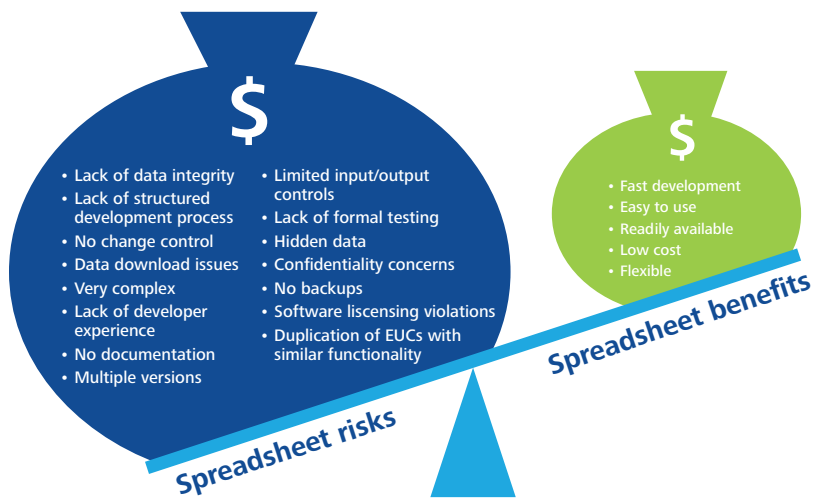 $
• Lack of data integrity
• Lack of structured
development process
• No change control
• Data download issues
• Very complex
• Lack of developer
experience
• No documentation
• Multiple versions
• Limited input/output
controls
• Lack of formal testing
• Hidden data
• Confidentiality concerns
• No backups
• Software liscensing violations
• Duplication of EUCs with
similar functionality
$
• Fast development
• Easy to use
• Readily available
• Low cost
• Flexible
Spreadsheet risks
Spreadsheet benefits